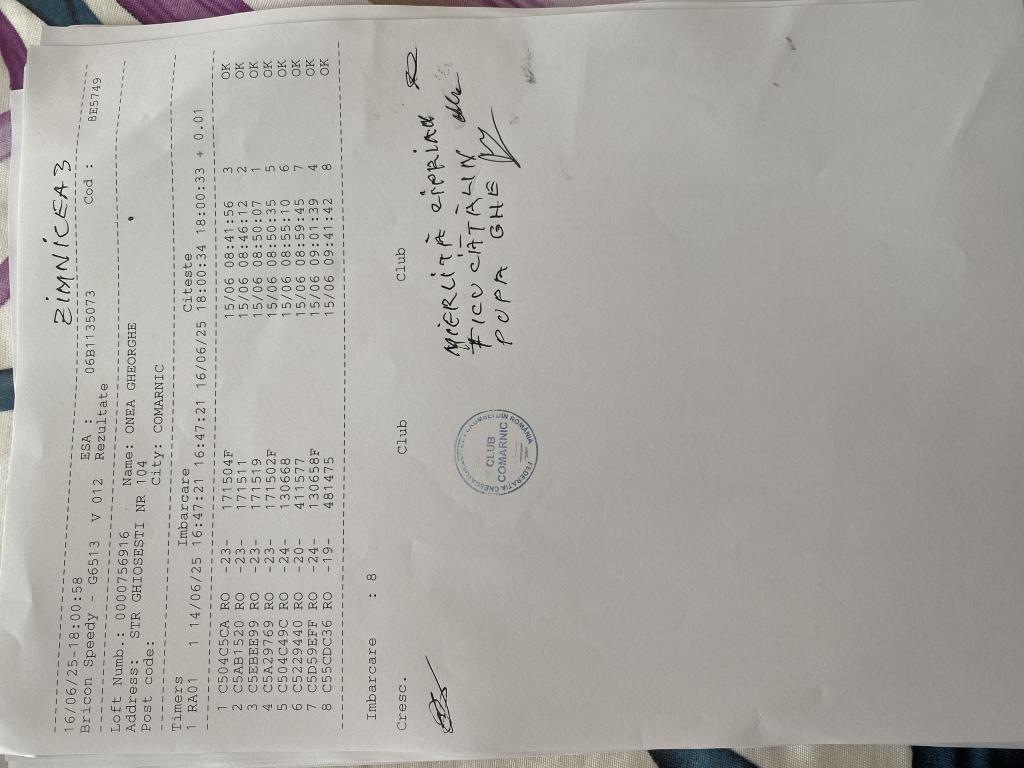 ZIMNICEA 3
16/06/25-18:00:58
Bricon Speedy - G6513 V 012 ESA : 06B1135073 Cod : 8E5749
Rezultate
Loft Numb.: 0000756916 Name: ONEA GHEORGHE
Address: STR GHIOSESTI NR 104
Post code: City: COMARNIC
Timers Imbarcare Citeste
1 RA01 1 14/06/25 16:47:21 16:47:21 16/06/25 18:00:34 18:00:33 + 0.01
1 C504C5CA RO -23- 171504F 15/06 08:41:56 3 OK
2 C5AB1520 RO -23- 171511 15/06 08:46:12 2 OK
3 C5EBEE99 RO -23- 171519 15/06 08:50:07 1 OK
4 C5A29769 RO -23- 171502F 15/06 08:50:35 5 OK
5 C504C49C RO -24- 130668 15/06 08:55:10 6 OK
6 C5229440 RO -20- 411577 15/06 08:59:45 7 OK
7 C5D59EFF RO -24- 130658F 15/06 09:01:39 4 OK
8 C55CDC36 RO -19- 481475 15/06 09:41:42 8 OK
Imbarcare : 8
Cresc. Club Club
MIERLITĂ CIPRIAN
FICU CĂTĂLIN
POPA GHE
CLUB
COMARNIC